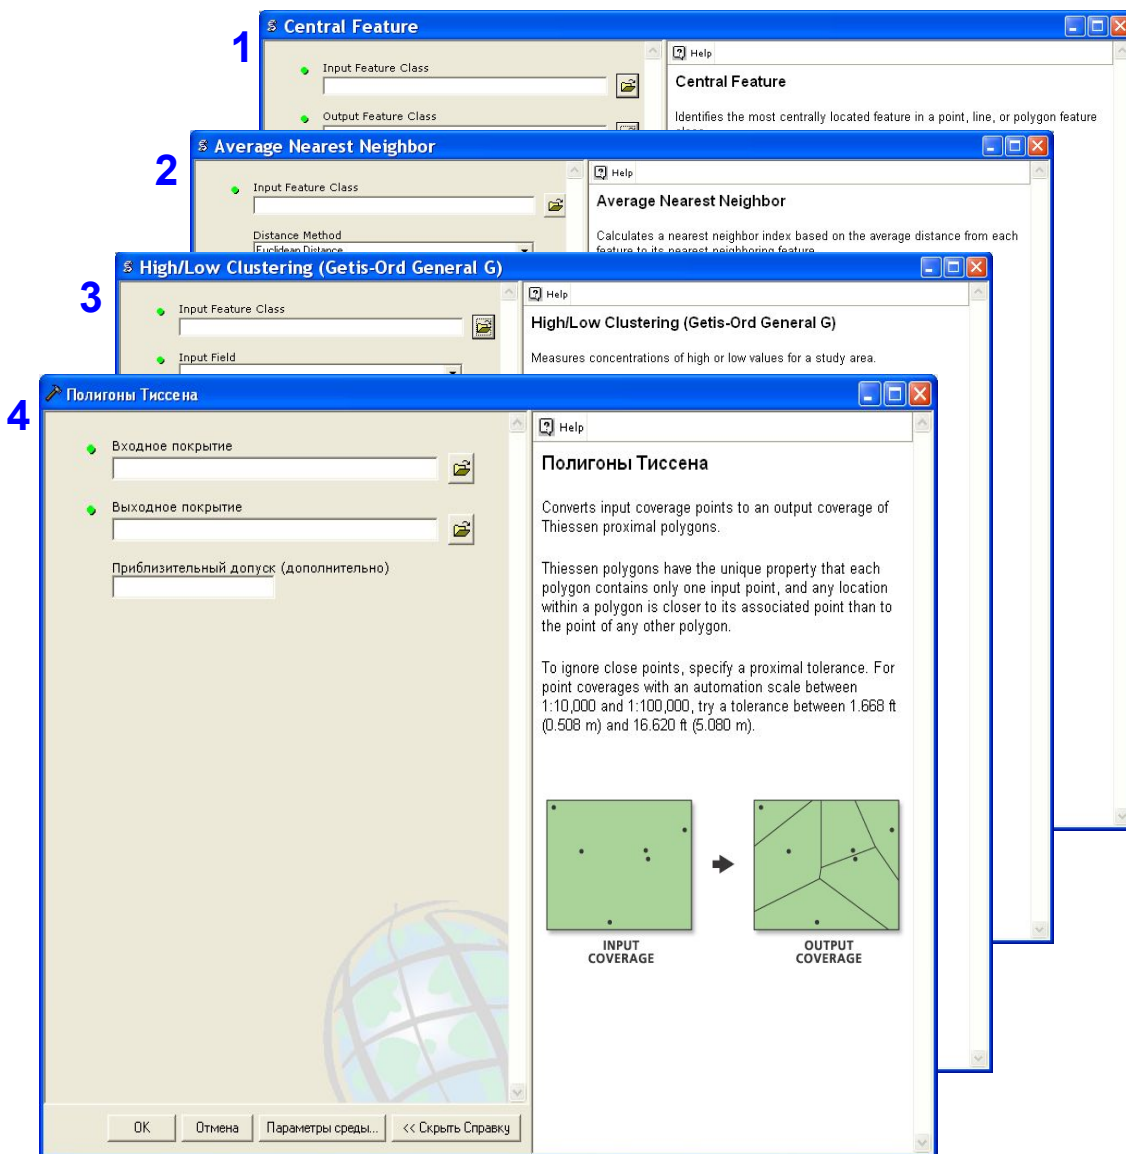 1
Central Feature
Input Feature Class
Output Feature Class
Help
Central Feature
Identifies the most centrally located feature in a point, line, or polygon feature
2
Average Nearest Neighbor
Input Feature Class
Distance Method
Euclidean Distance
Help
Average Nearest Neighbor
Calculates a nearest neighbor index based on the average distance from each
feature to its nearest neighboring feature.
3
High/Low Clustering (Getis-Ord General G)
Input Feature Class
Input Field
Help
High/Low Clustering (Getis-Ord General G)
Measures concentrations of high or low values for a study area.
4
Полигоны Тиссена
Входное покрытие
Выходное покрытие
Приблизительный допуск (дополнительно)
OK
Отмена
Параметры среды...
<< Скрыть Справку
Help
Полигоны Тиссена
Converts input coverage points to an output coverage of
Thiessen proximal polygons.
Thiessen polygons have the unique property that each
polygon contains only one input point, and any location
within a polygon is closer to its associated point than to
the point of any other polygon.
To ignore close points, specify a proximal tolerance. For
point coverages with an automation scale between
1:10,000 and 1:100,000, try a tolerance between 1.668 ft
(0.508 m) and 16.620 ft (5.080 m).
INPUT
COVERAGE
OUTPUT
COVERAGE